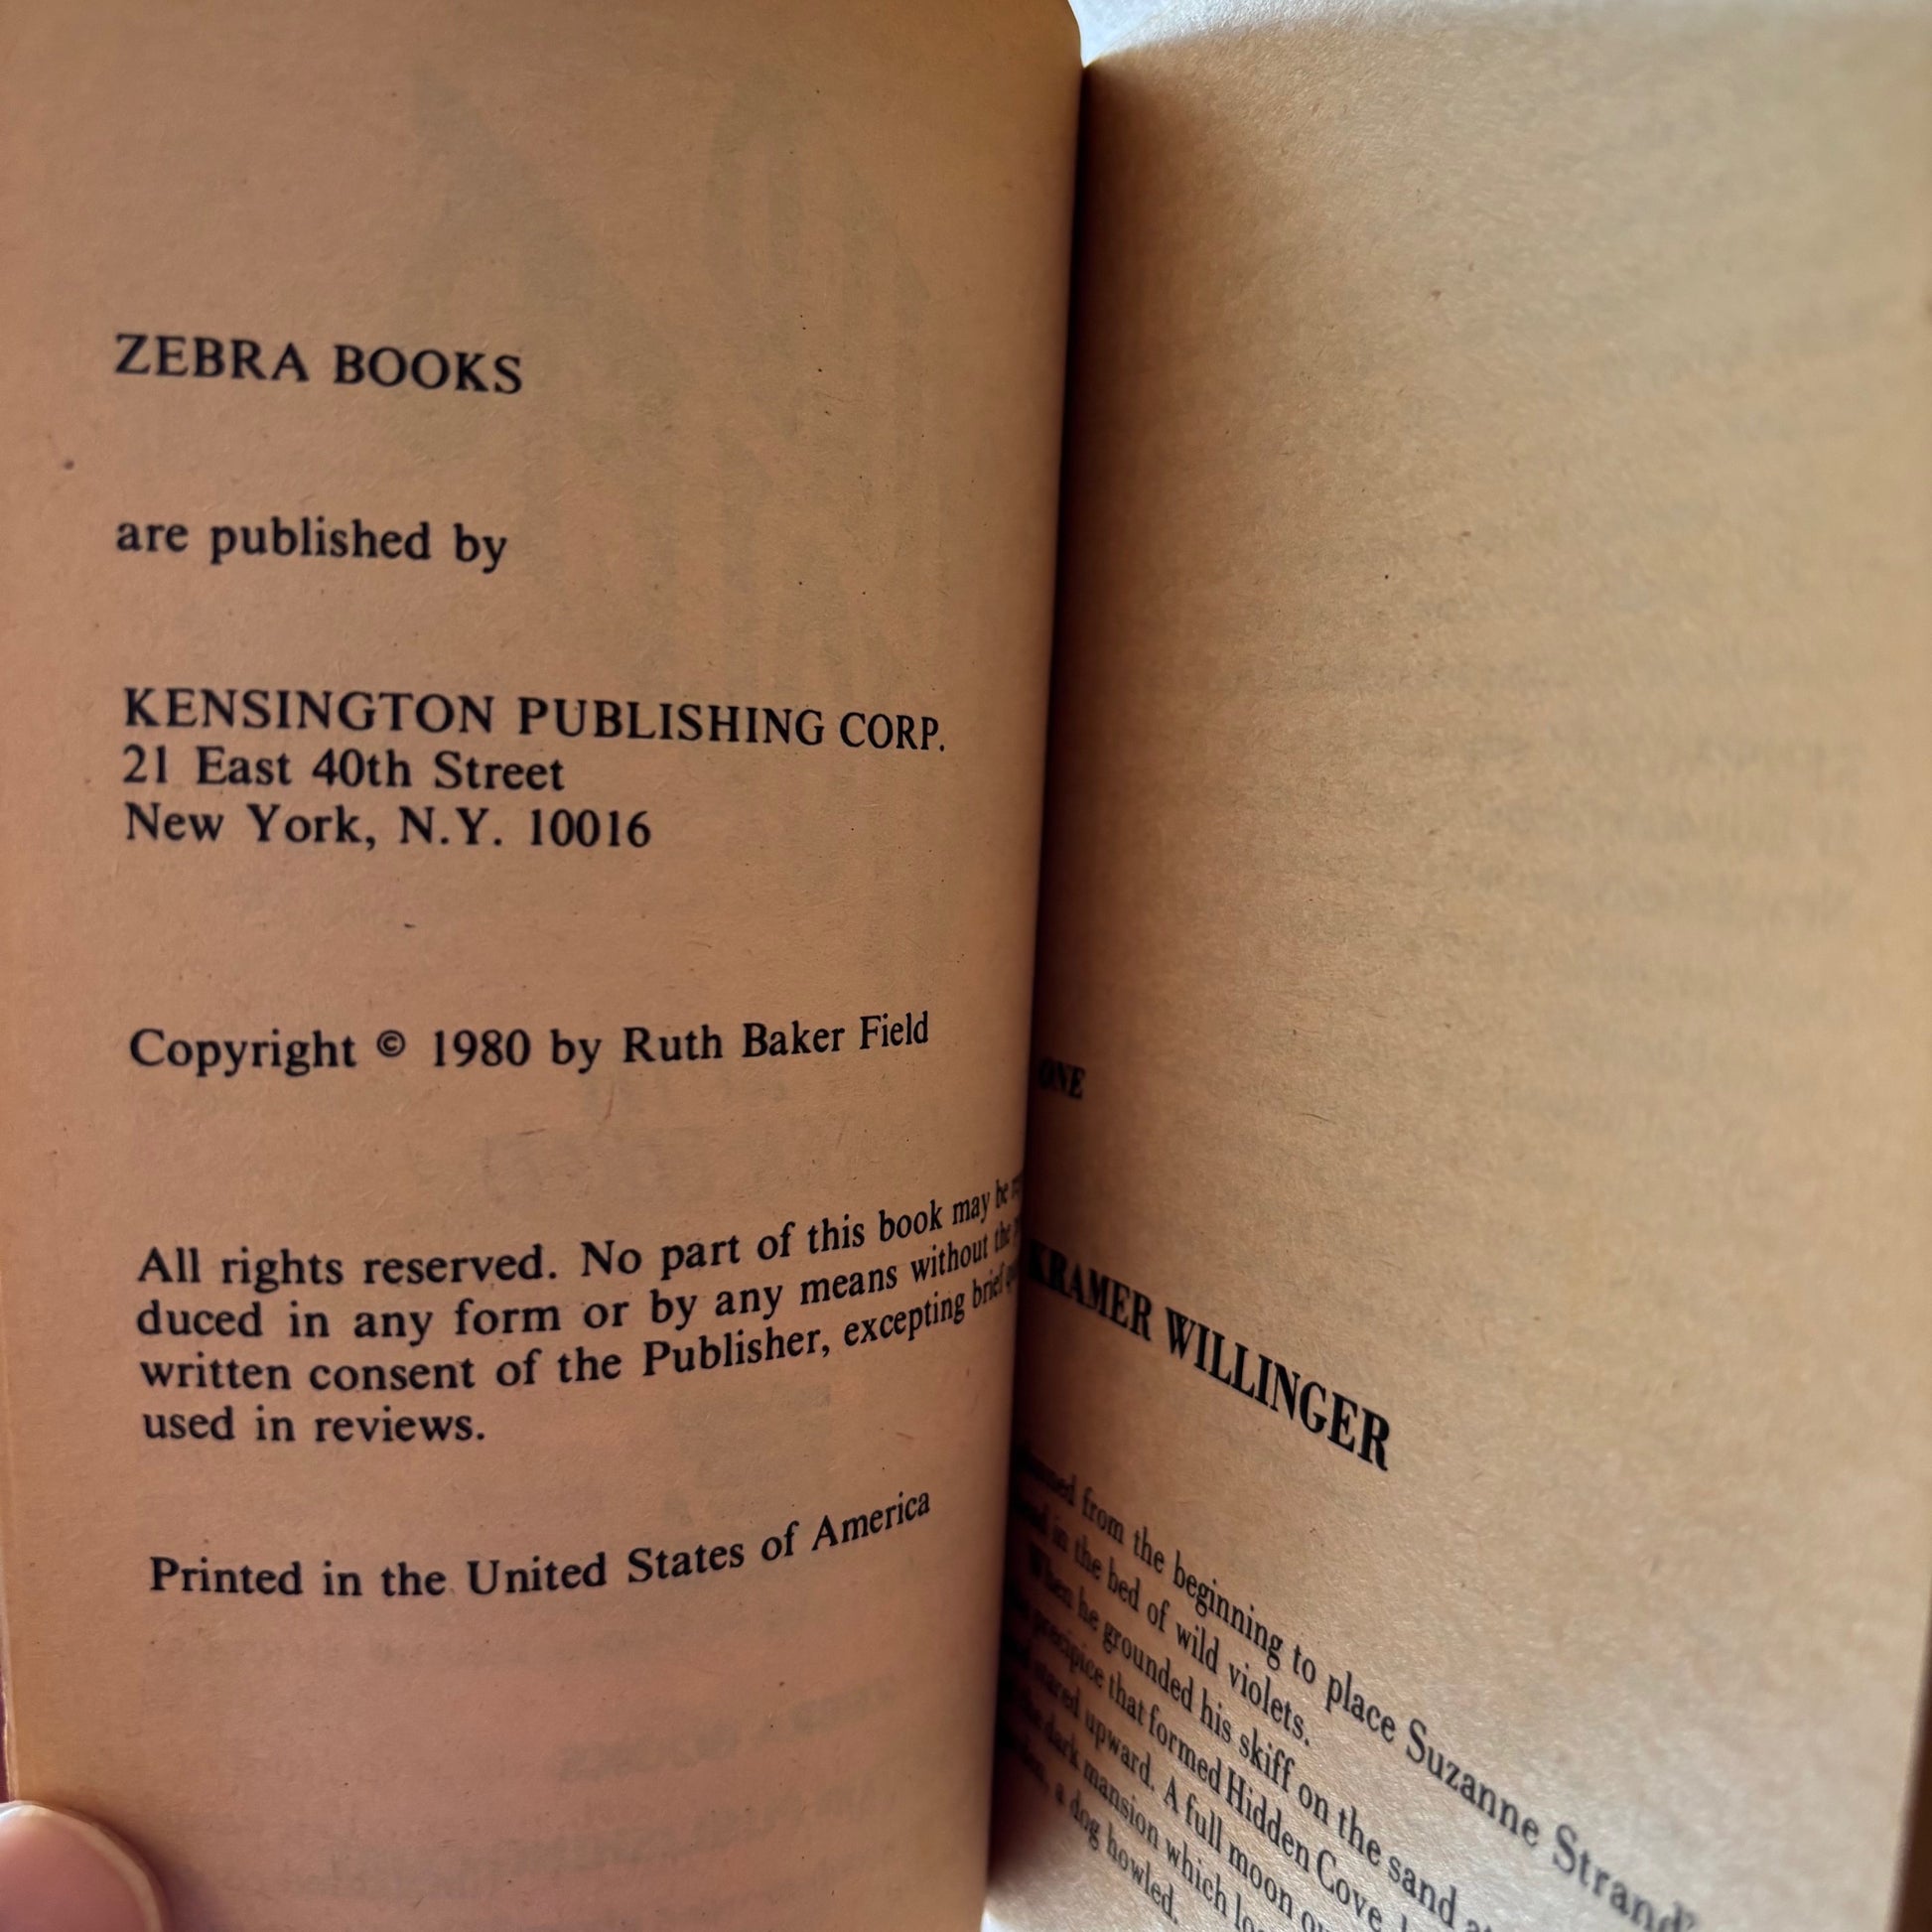 ZEBRA BOOKS
are published by
KENSINGTON PUBLISHING CORP.
21 East 40th Street
New York, N.Y. 10016
Copyright © 1980 by Ruth Baker Field
All rights reserved. No part of this book may be
duced in any form or by any means without the
written consent of the Publisher, excepting brief
used in reviews.
Printed in the United States of America
ONE
KRAMER WILLINGER
from the beginning to place Suzanne Strand
in the bed of wild violets.
When he grounded his skiff on the sand
precipice that formed Hidden Cove,
stared upward. A full moon
dark mansion which
a dog howled.